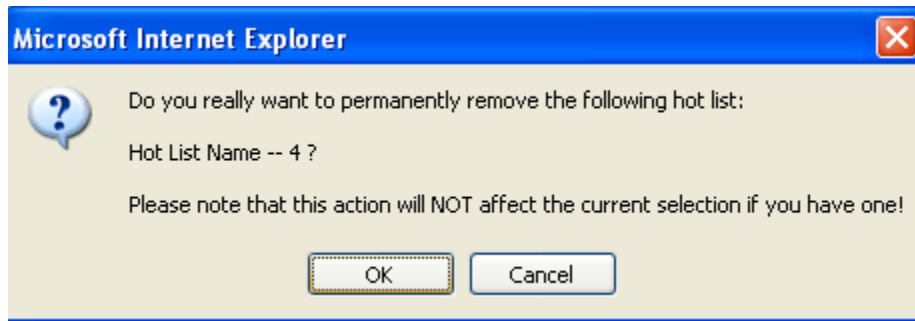 Microsoft Internet Explorer
Do you really want to permanently remove the following hot list:
Hot List Name -- 4 ?
Please note that this action will NOT affect the current selection if you have one!
OK
Cancel